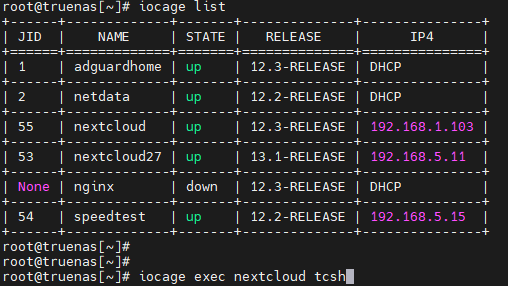 root@truenas[~]# iocage list
+------+--------------+-------+--------------+---------------+
| JID  |     NAME     | STATE |   RELEASE    |      IP4      |
+======+==============+=======+==============+===============+
| 1    | adguardhome  | up    | 12.3-RELEASE | DHCP          |
+------+--------------+-------+--------------+---------------+
| 2    | netdata      | up    | 12.2-RELEASE | DHCP          |
+------+--------------+-------+--------------+---------------+
| 55   | nextcloud    | up    | 12.3-RELEASE | 192.168.1.103 |
+------+--------------+-------+--------------+---------------+
| 53   | nextcloud27  | up    | 13.1-RELEASE | 192.168.5.11  |
+------+--------------+-------+--------------+---------------+
| None | nginx        | down  | 12.3-RELEASE | DHCP          |
+------+--------------+-------+--------------+---------------+
| 54   | speedtest    | up    | 12.2-RELEASE | 192.168.5.15  |
+------+--------------+-------+--------------+---------------+
root@truenas[~]#
root@truenas[~]#
root@truenas[~]# iocage exec nextcloud tcsh